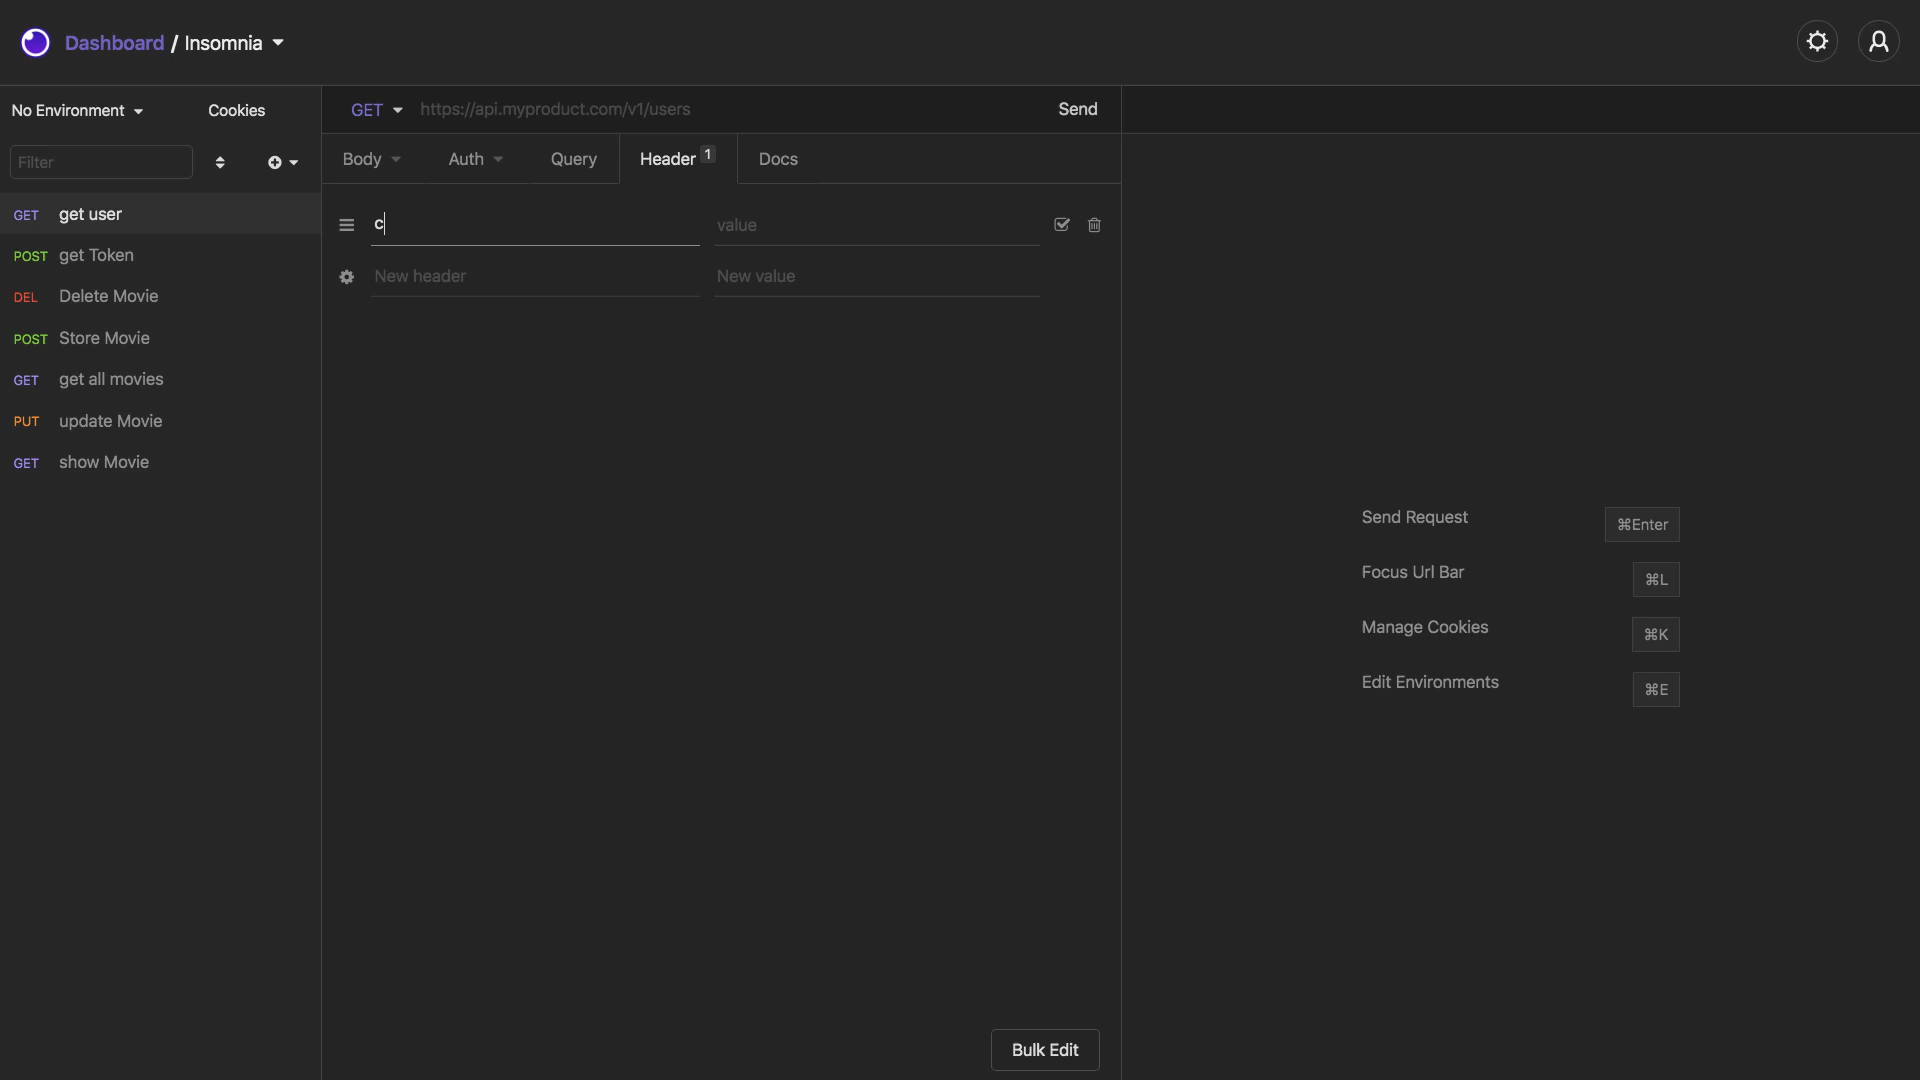 Dashboard / Insomnia
No Environment
Cookies
GET
https://api.myproduct.com/v1/users
Send
Filter
Body
Auth
Query
Header 1
Docs
c
value
New header
New value
GET get user
POST get Token
DEL Delete Movie
POST Store Movie
GET get all movies
PUT update Movie
GET show Movie
Send Request ⌘Enter
Focus Url Bar ⌘L
Manage Cookies ⌘K
Edit Environments ⌘E
Bulk Edit